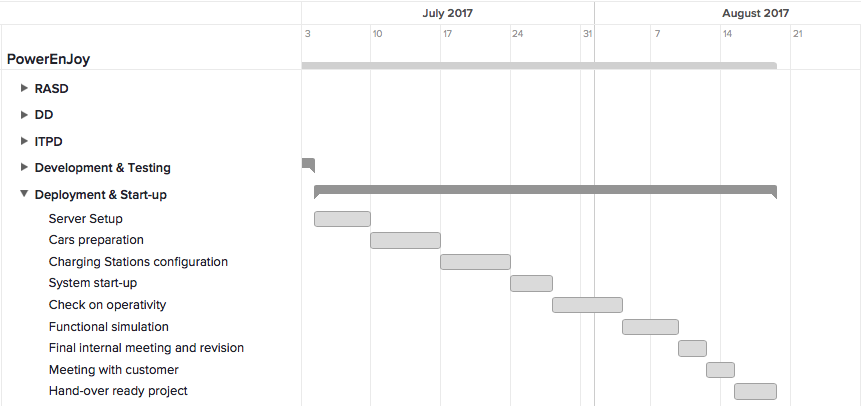 July 2017 August 2017
3 10 17 24 31 7 14 21
PowerEnJoy
RASD
DD
ITPD
Development & Testing
Deployment & Start-up
Server Setup
Cars preparation
Charging Stations configuration
System start-up
Check on operativity
Functional simulation
Final internal meeting and revision
Meeting with customer
Hand-over ready project